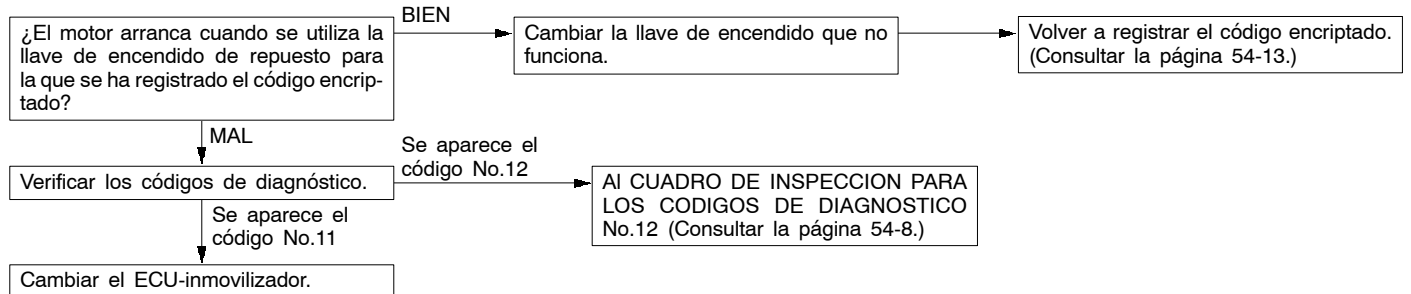 ¿El motor arranca cuando se utiliza la
llave de encendido de repuesto para
la que se ha registrado el código encrip-
tado?
BIEN
Cambiar la llave de encendido que no
funciona.
Volver a registrar el código encriptado.
(Consultar la página 54-13.)
MAL
Verificar los códigos de diagnóstico.
Se aparece el
código No.12
Al CUADRO DE INSPECCION PARA
LOS CODIGOS DE DIAGNOSTICO
No.12 (Consultar la página 54-8.)
Se aparece el
código No.11
Cambiar el ECU-inmovilizador.